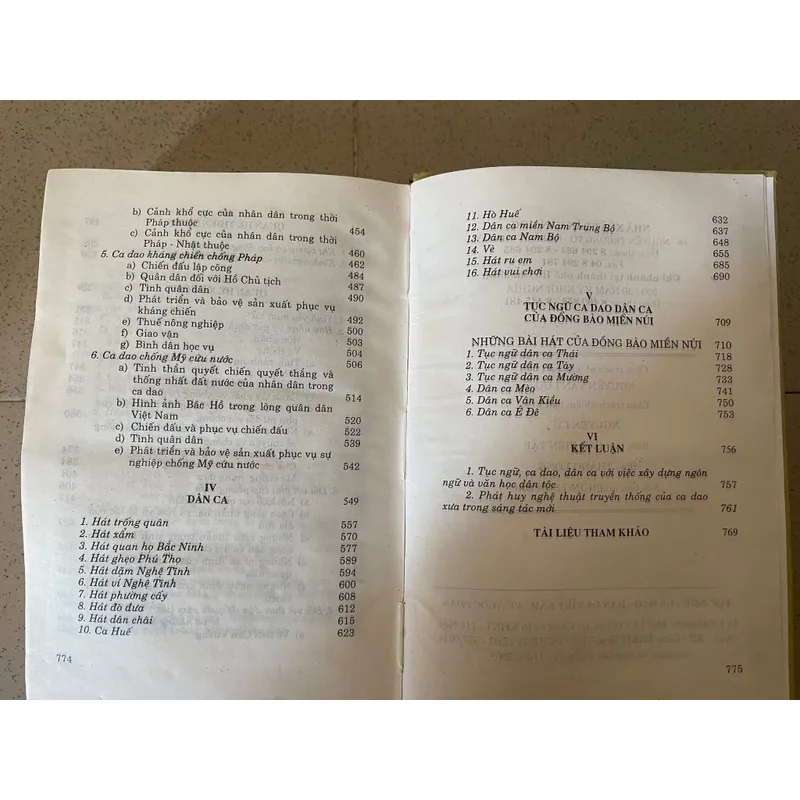 b) Cảnh khổ cực của nhân dân trong thời
Pháp thuộc 454
c) Cảnh khổ cực của nhân dân trong thời
Pháp - Nhật thuộc 460
5. Ca dao kháng chiến chống Pháp 462
a) Chiến đấu lập công 484
b) Quân dân đối với Hồ Chủ tịch 487
c) Tình quân dân 490
d) Phát triển và bảo vệ sản xuất phục vụ
kháng chiến 492
e) Thuế nông nghiệp 500
f) Giao vận 503
g) Bình dân học vụ 504
6. Ca dao chống Mỹ cứu nước 506
a) Tinh thần quyết chiến quyết thắng và
thống nhất đất nước của nhân dân trong
ca dao 514
b) Hình ảnh Bác Hồ trong lòng quân dân
Việt Nam 520
c) Chiến đấu và phục vụ chiến đấu 522
d) Tình quân dân 539
e) Phát triển và bảo vệ sản xuất phục vụ sự
nghiệp chống Mỹ cứu nước 542
IV
DÂN CA 549
1. Hát trống quân 557
2. Hát xẩm 570
3. Hát quan họ Bắc Ninh 577
4. Hát ghẹo Phú Thọ 589
5. Hát dặm Nghệ Tĩnh 594
6. Hát ví Nghệ Tĩnh 600
7. Hát phường cấy 608
8. Hát đò đưa 612
9. Hát dân chài 615
10. Ca Huế 623
774
11. Hò Huế 632
12. Dân ca miền Nam Trung Bộ 637
13. Dân ca Nam Bộ 648
14. Vè 655
15. Hát ru em 685
16. Hát vui chơi 690
V
TỤC NGỮ CA DAO DÂN CA
CỦA ĐỒNG BÀO MIỀN NÚI 709
NHỮNG BÀI HÁT CỦA ĐỒNG BÀO MIỀN NÚI 710
1. Tục ngữ dân ca Thái 718
2. Tục ngữ dân ca Tày 728
3. Tục ngữ dân ca Mường 733
4. Dân ca Mèo 741
5. Dân ca Vân Kiều 750
6. Dân ca Ê Đê 753
VI
KẾT LUẬN 756
1. Tục ngữ, ca dao, dân ca với việc xây dựng ngôn
ngữ và văn học dân tộc 757
2. Phát huy nghệ thuật truyền thống của ca dao
xưa trong sáng tác mới 761
TÀI LIỆU THAM KHẢO 769
775